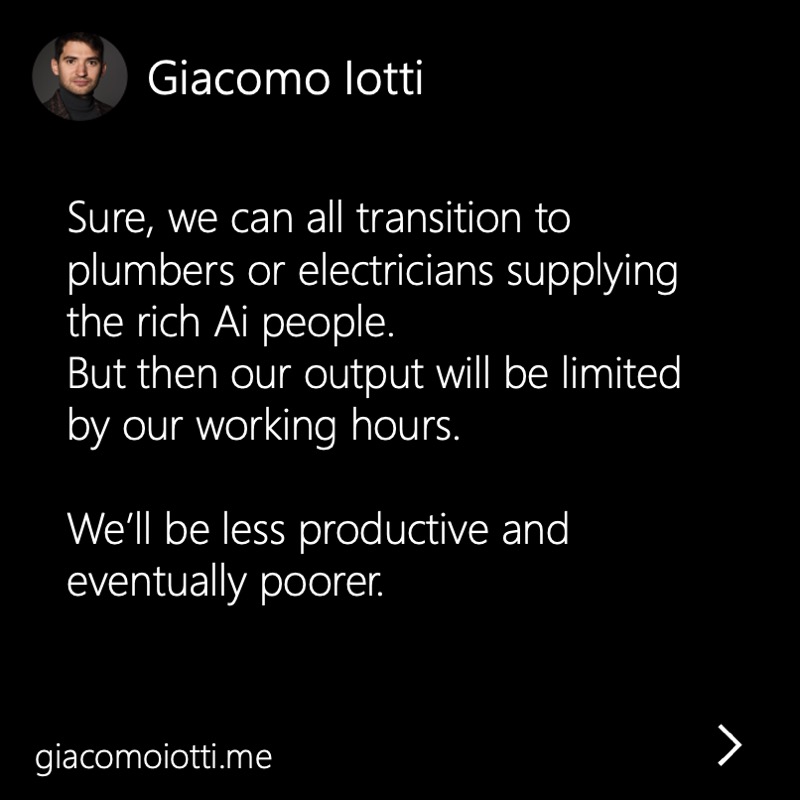 Giacomo Iotti
Sure, we can all transition to
plumbers or electricians supplying
the rich Ai people.
But then our output will be limited
by our working hours.
We'll be less productive and
eventually poorer.
giacomoiotti.me